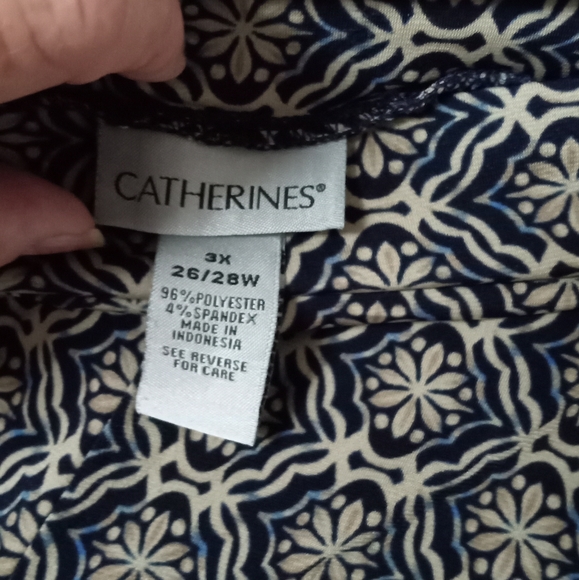 CATHERINES®
3X
26/28W
96%POLYESTER
4%SPANDEX
MADE IN
INDONESIA
SEE REVERSE
FOR CARE